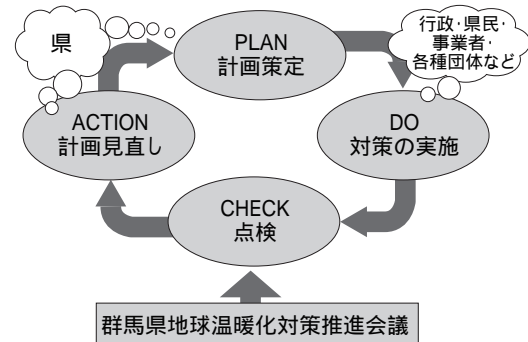 県
PLAN
計画策定
行政・県民・
事業者・
各種団体など
ACTION
計画見直し
DO
対策の実施
CHECK
点検
群馬県地球温暖化対策推進会議